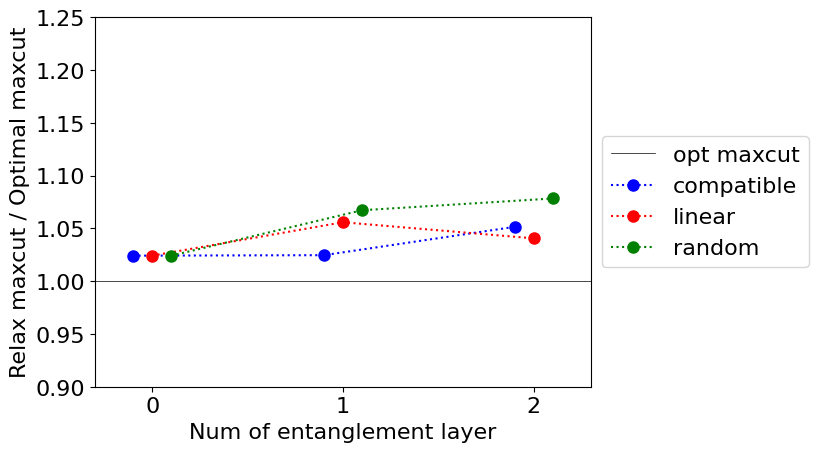 Relax maxcut / Optimal maxcut
1.25
1.20
1.15
1.10
1.05
1.00
0.95
0.90
0
1
2
Num of entanglement layer
opt maxcut
compatible
linear
random